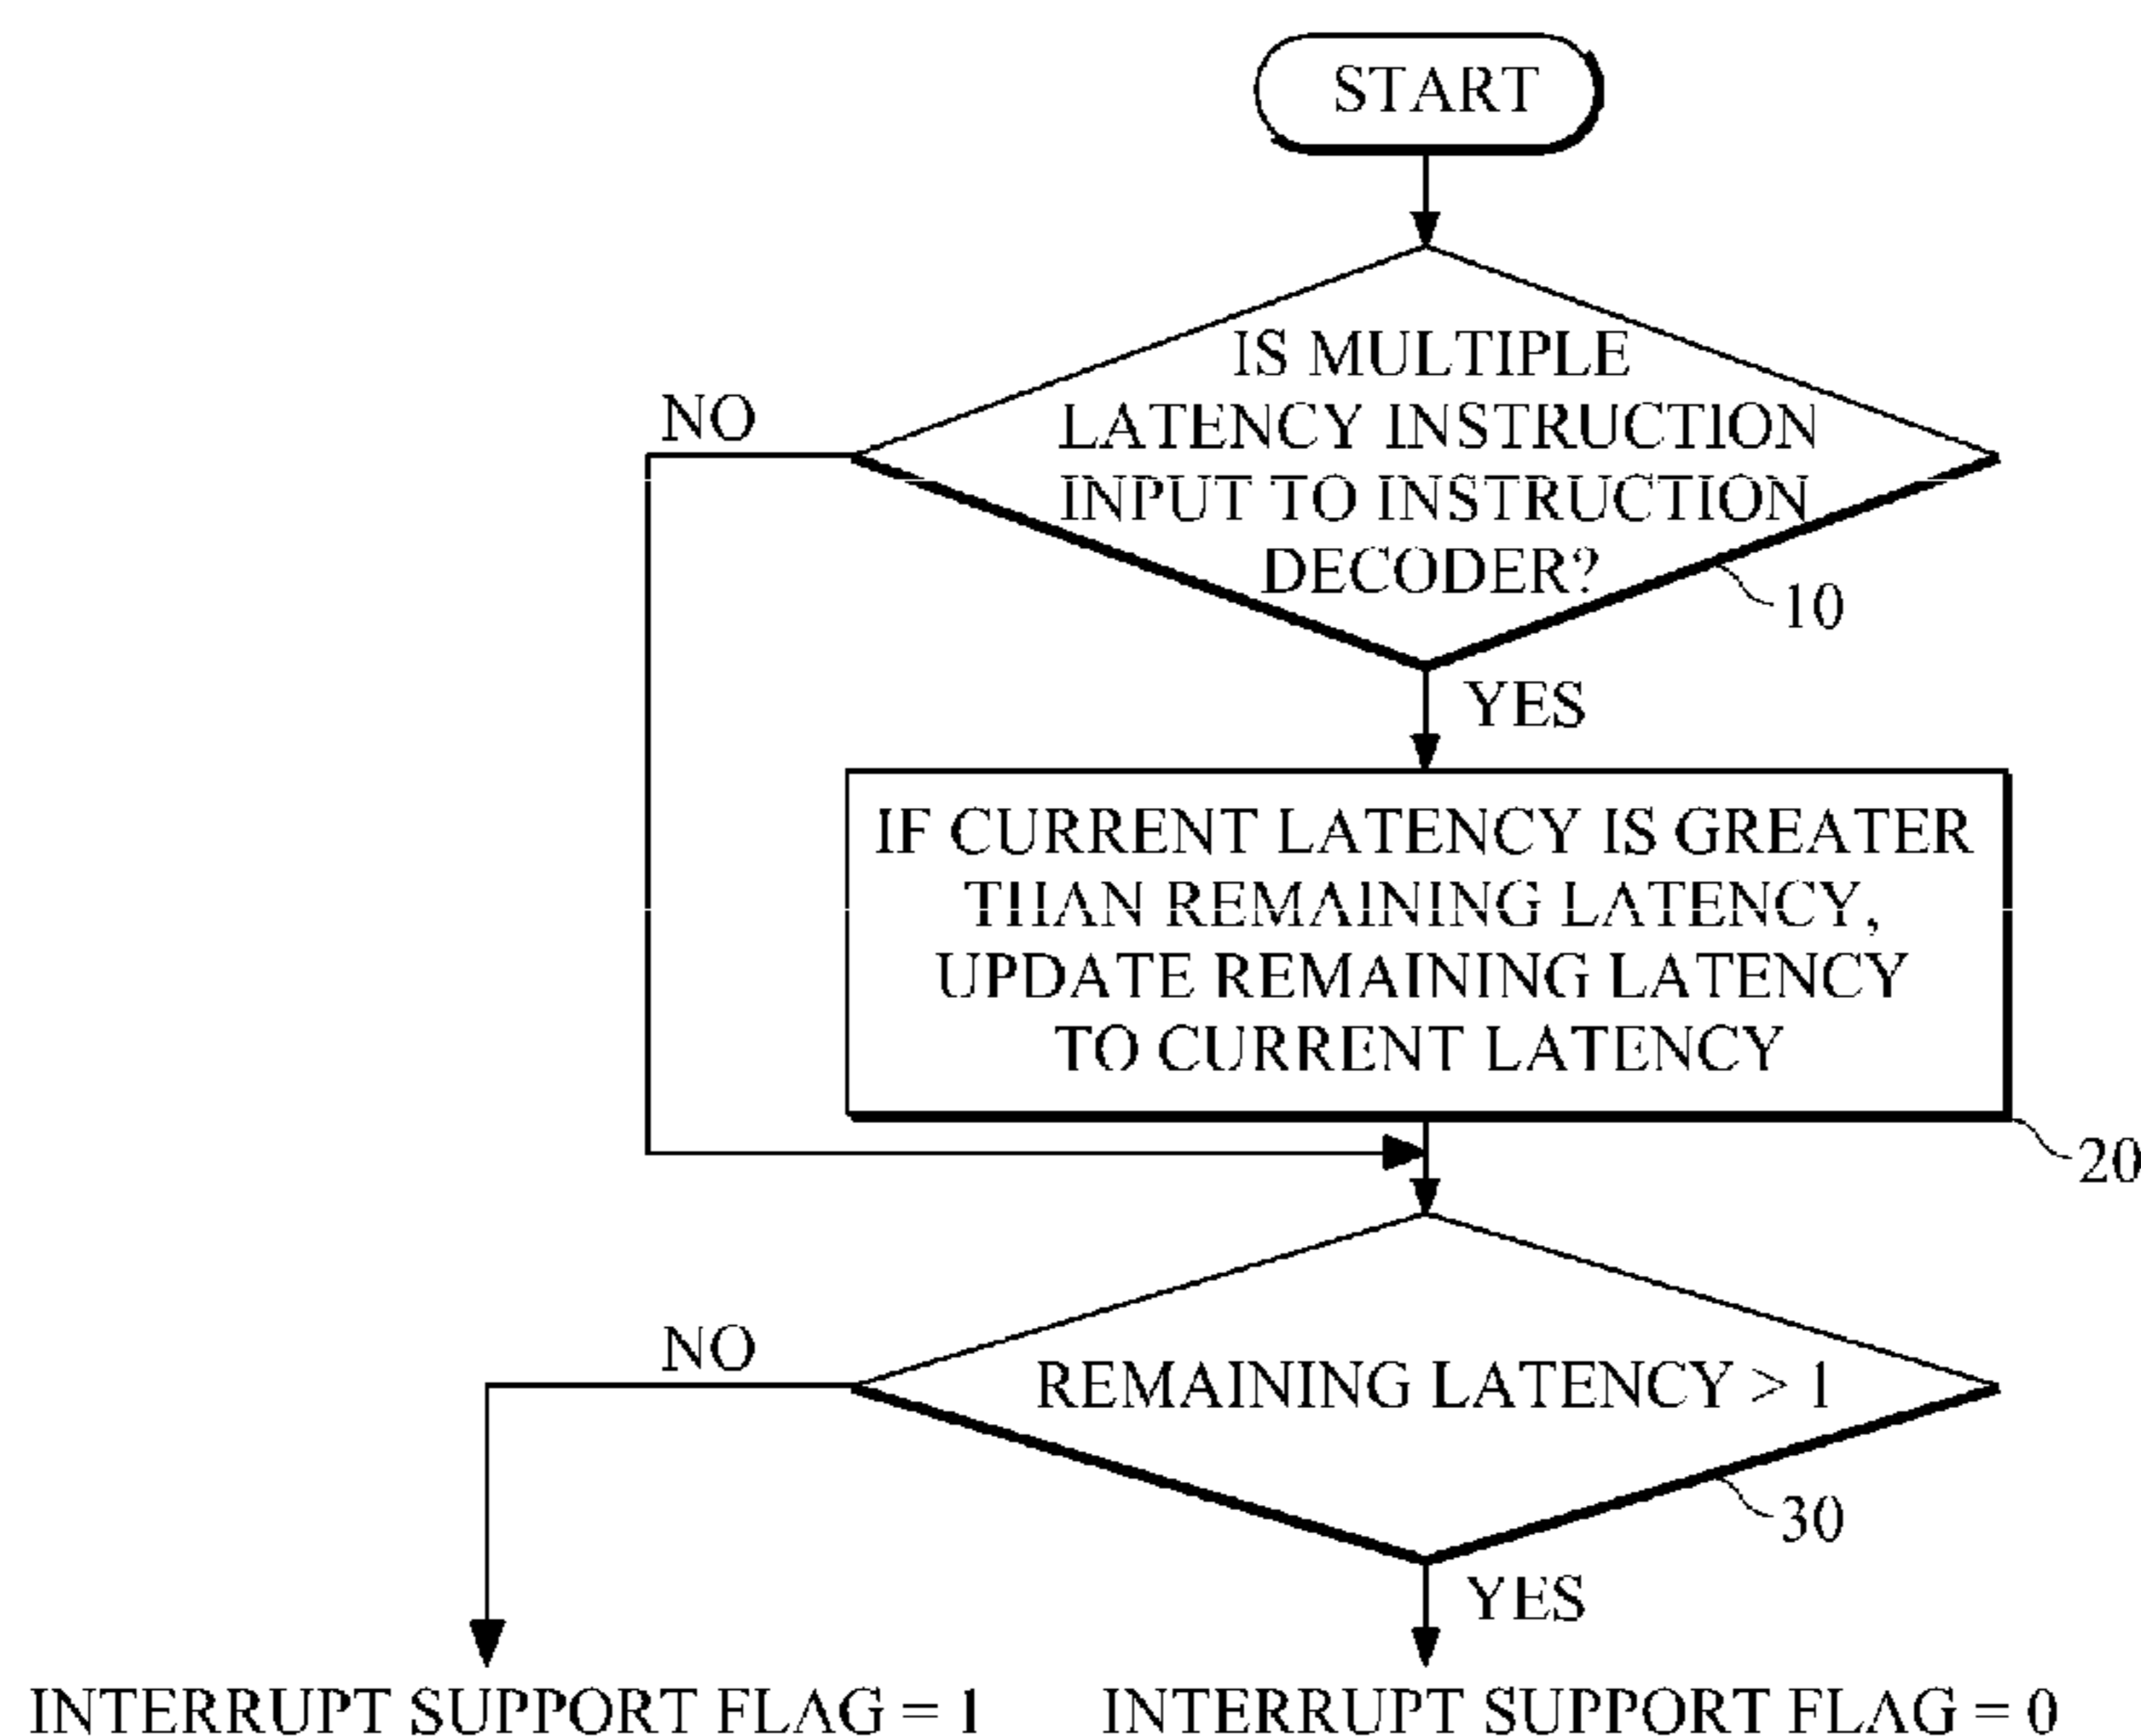 START
IS MULTIPLE
LATENCY INSTRUCTION
INPUT TO INSTRUCTION
DECODER?
NO
10
YES
IF CURRENT LATENCY IS GREATER
THAN REMAINING LATENCY,
UPDATE REMAINING LATENCY
TO CURRENT LATENCY
20
NO
REMAINING LATENCY > 1
30
YES
INTERRUPT SUPPORT FLAG = 1
INTERRUPT SUPPORT FLAG = 0